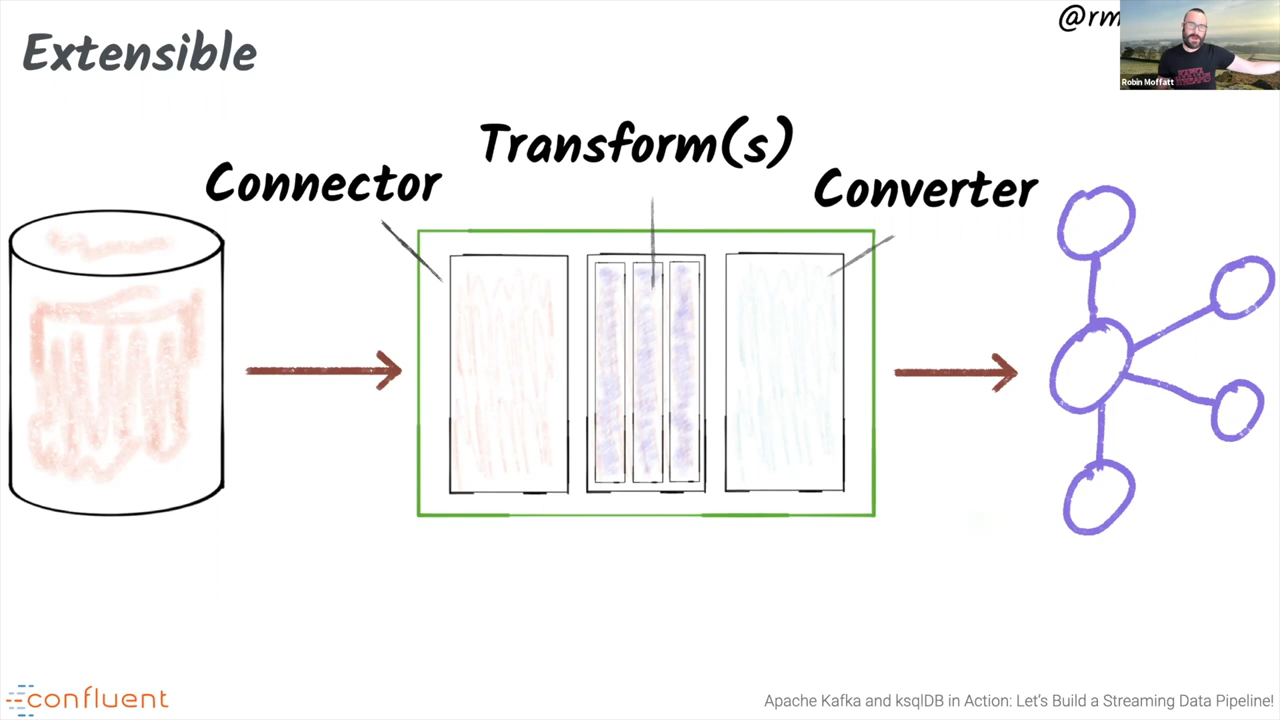 Extensible
@rm
Robin Moffatt
Transform(s)
Connector
Converter
confluent
Apache Kafka and ksqlDB in Action: Let's Build a Streaming Data Pipeline!